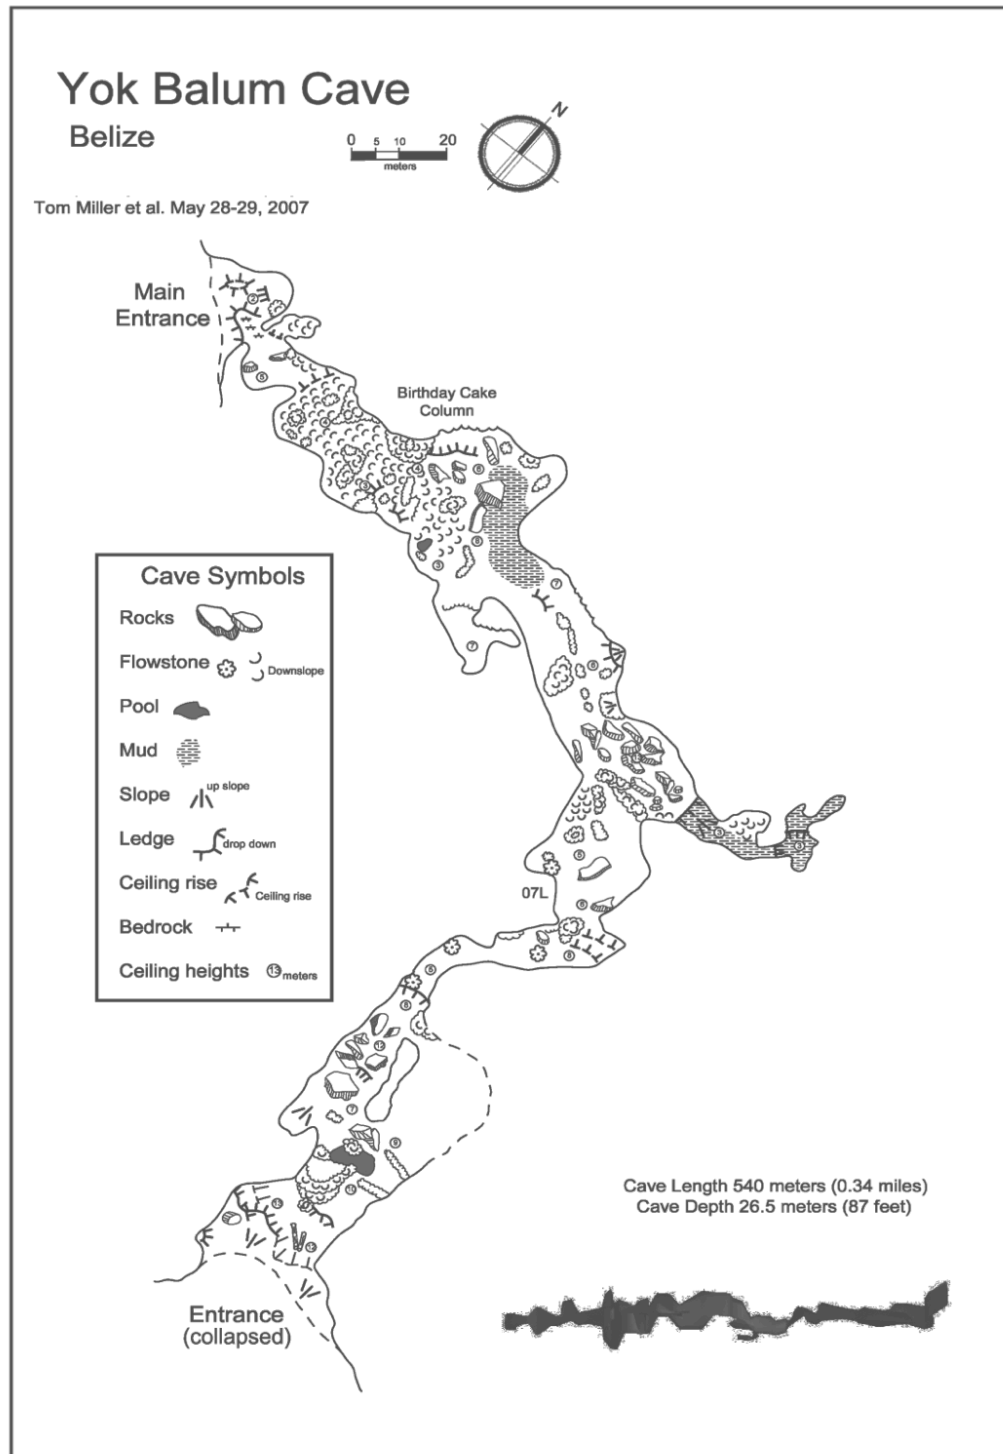 Yok Balum Cave
Belize
0 5 10 20
meters
N
Tom Miller et al. May 28-29, 2007
Main
Entrance
Birthday Cake
Column
Cave Symbols
Rocks
Flowstone
Downslope
Pool
Mud
Slope
up slope
Ledge
drop down
Ceiling rise
Ceiling rise
Bedrock
Ceiling heights
13 meters
07L
Cave Length 540 meters (0.34 miles)
Cave Depth 26.5 meters (87 feet)
Entrance
(collapsed)